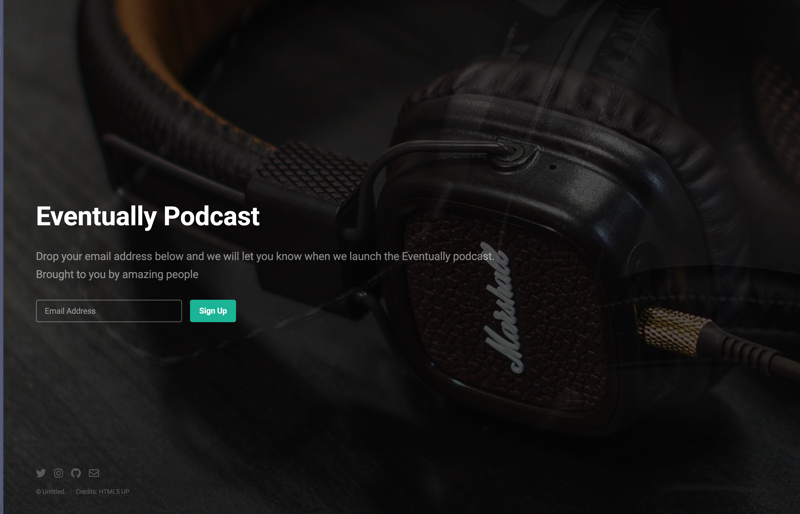 Eventually Podcast
Drop your email address below and we will let you know when we launch the Eventually podcast.
Brought to you by amazing people
Email Address
Sign Up
Marshall
© Untitled.
Credits: HTML5 UP